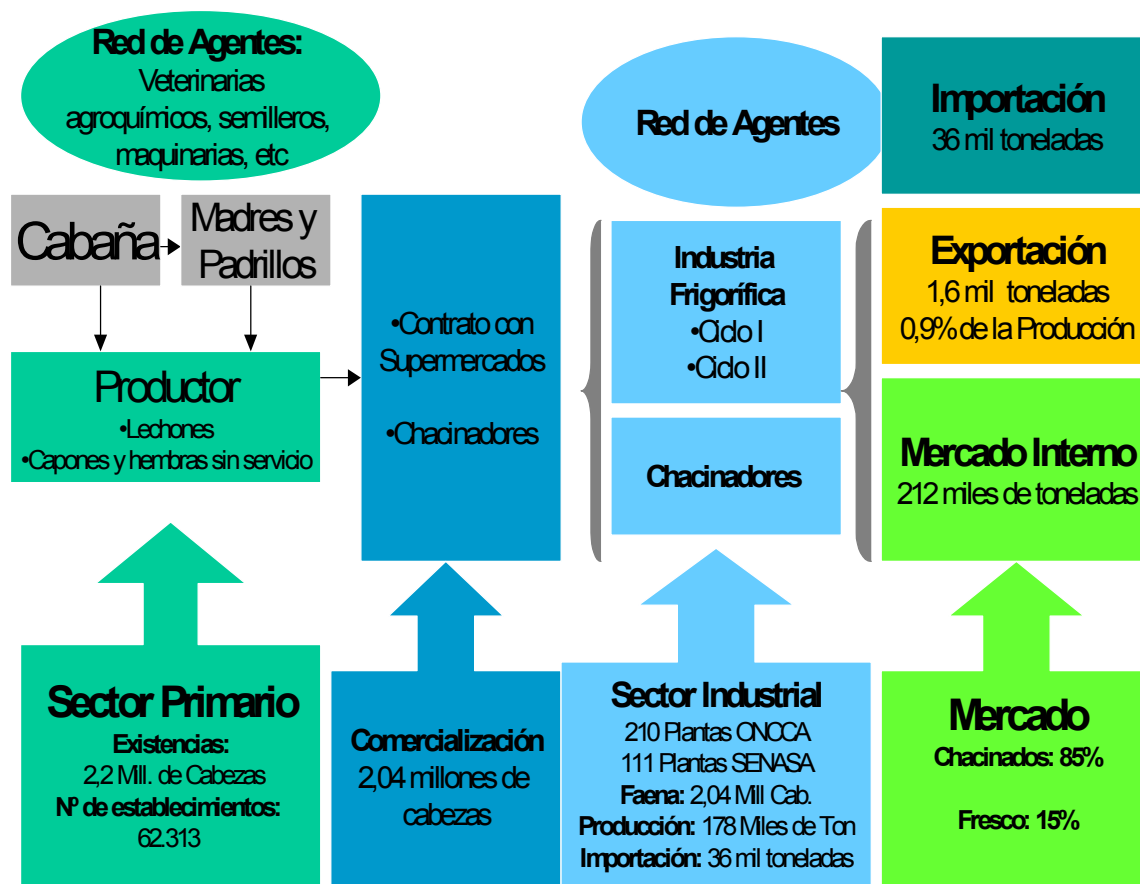 Red de Agentes:
Veterinarias
agroquímicos, semilleros,
maquinarias, etc
Cabaña
Madres y
Padrillos
Productor
•Lechones
•Capones y hembras sin servicio
•Contrato con
Supermercados
•Chacinadores
Red de Agentes
Industria
Frigorífica
•Ciclo I
•Ciclo II
Chacinadores
Importación
36 mil toneladas
Exportación
1,6 mil toneladas
0,9% de la Producción
Mercado Interno
212 miles de toneladas
Sector Primario
Existencias:
2,2 Mill. de Cabezas
Nº de establecimientos:
62.313
Comercialización
2,04 millones de
cabezas
Sector Industrial
210 Plantas ONCCA
111 Plantas SENASA
Faena: 2,04 Mill Cab.
Producción: 178 Miles de Ton
Importación: 36 mil toneladas
Mercado
Chacinados: 85%
Fresco: 15%